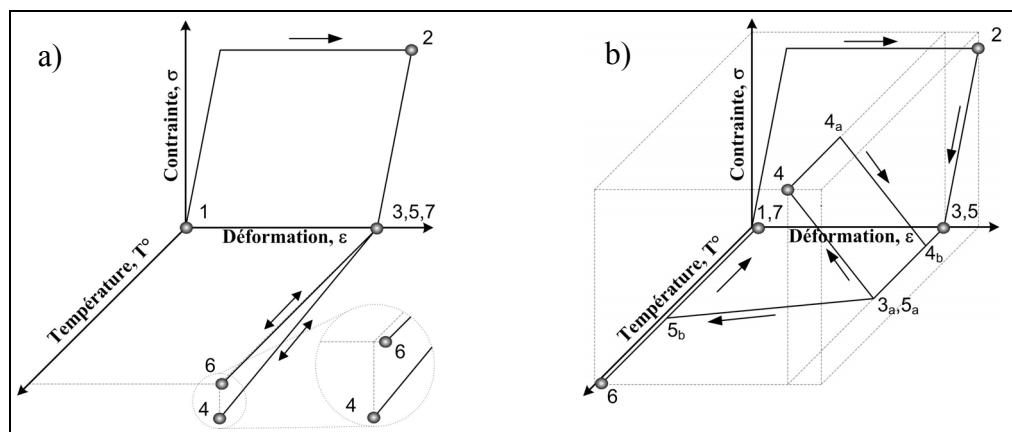 a)
Contrainte, σ
2
1
3,5,7
Déformation, ε
Température, T°
6
4
6
4
b)
Contrainte, σ
2
4a
4
1,7
3,5
Déformation, ε
4b
Température, T°
3a,5a
5b
6